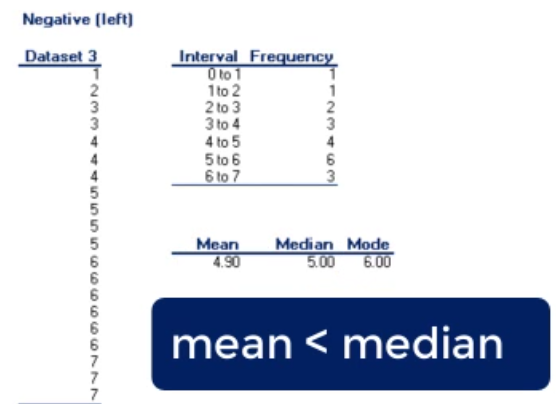 Negative (left)
Dataset 3
1
2
3
3
4
4
4
5
5
5
5
6
6
6
6
6
6
7
7
7
Interval Frequency
0 to 1 1
1 to 2 1
2 to 3 2
3 to 4 3
4 to 5 4
5 to 6 6
6 to 7 3
Mean Median Mode
4.90 5.00 6.00
mean < median